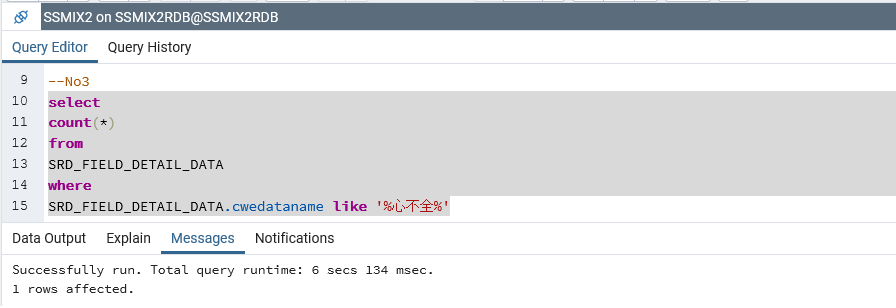 SSMIX2 on SSMIX2RDB@SSMIX2RDB
Query Editor Query History
9 --No3
10 select
11 count(*)
12 from
13 SRD_FIELD_DETAIL_DATA
14 where
15 SRD_FIELD_DETAIL_DATA.cwedataname like '%心不全%'
Data Output Explain Messages Notifications
Successfully run. Total query runtime: 6 secs 134 msec.
1 rows affected.